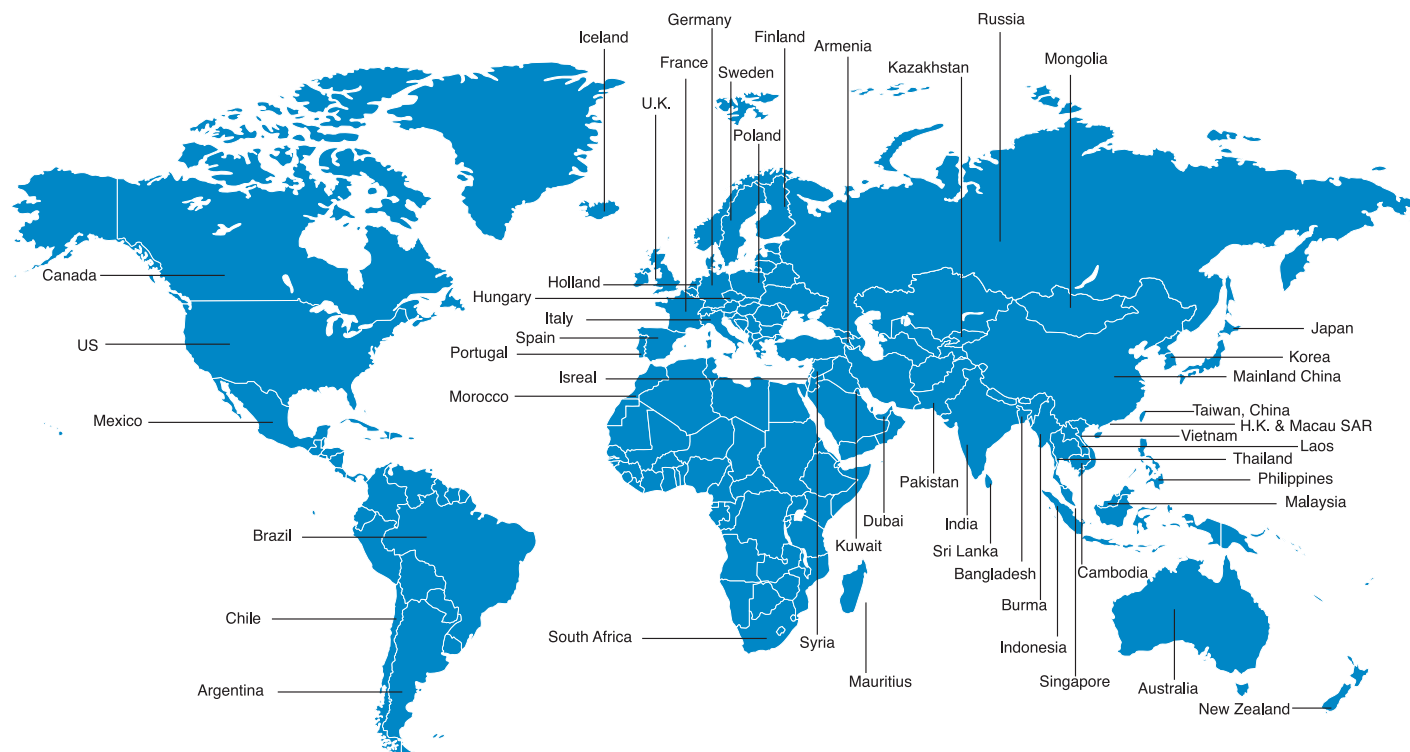 Germany
Russia
Iceland
Finland
Armenia
France
Kazakhstan
Mongolia
Sweden
U.K.
Poland
Canada
Holland
Hungary
Italy
Japan
Spain
US
Portugal
Korea
Isreal
Mainland China
Morocco
Taiwan, China
Mexico
H.K. & Macau SAR
Vietnam
Laos
Thailand
Pakistan
Philippines
Malaysia
Dubai
India
Brazil
Kuwait
Sri Lanka
Bangladesh
Cambodia
Burma
Chile
South Africa
Syria
Indonesia
Mauritius
Singapore
Australia
Argentina
New Zealand